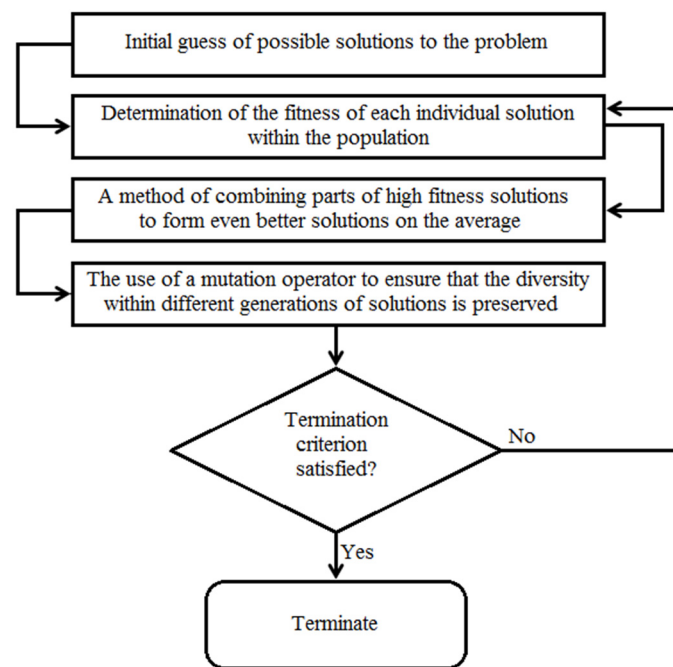 Initial guess of possible solutions to the problem
Determination of the fitness of each individual solution
within the population
A method of combining parts of high fitness solutions
to form even better solutions on the average
The use of a mutation operator to ensure that the diversity
within different generations of solutions is preserved
Termination
criterion
satisfied?
No
Yes
Terminate